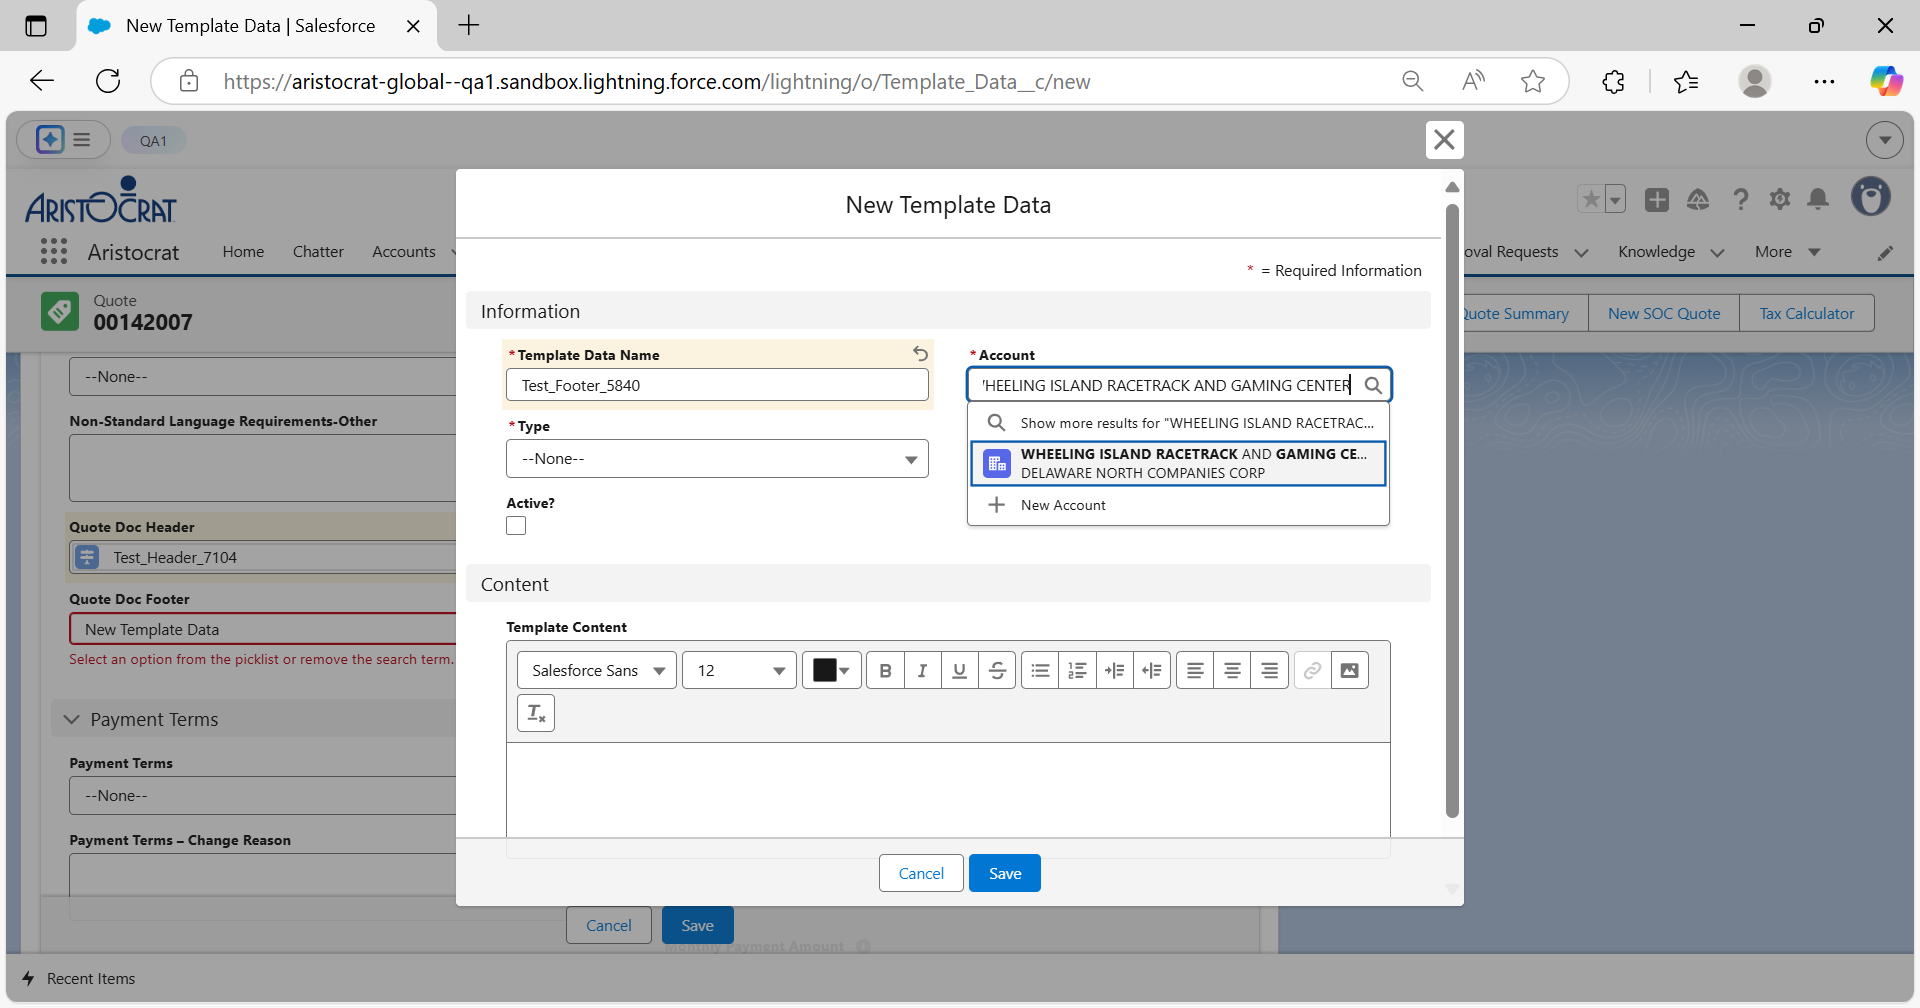 New Template Data | Salesforce
https://aristocrat-global--qa1.sandbox.lightning.force.com/lightning/o/Template_Data__c/new
QA1
ARISTOCRAT
Aristocrat
Home
Chatter
Accounts
oval Requests
Knowledge
More
Quote
00142007
Quote Summary
New SOC Quote
Tax Calculator
--None--
Non-Standard Language Requirements-Other
Quote Doc Header
Test_Header_7104
Quote Doc Footer
New Template Data
Select an option from the picklist or remove the search term.
Payment Terms
Payment Terms
--None--
Payment Terms – Change Reason
Cancel
Save
Monthly Payment Amount
Recent Items
New Template Data
* = Required Information
Information
*Template Data Name
Test_Footer_5840
*Account
HEELING ISLAND RACETRACK AND GAMING CENTER
Show more results for "WHEELING ISLAND RACETRAC...
WHEELING ISLAND RACETRACK AND GAMING CE...
DELAWARE NORTH COMPANIES CORP
New Account
*Type
--None--
Active?
Content
Template Content
Salesforce Sans
12
Cancel
Save